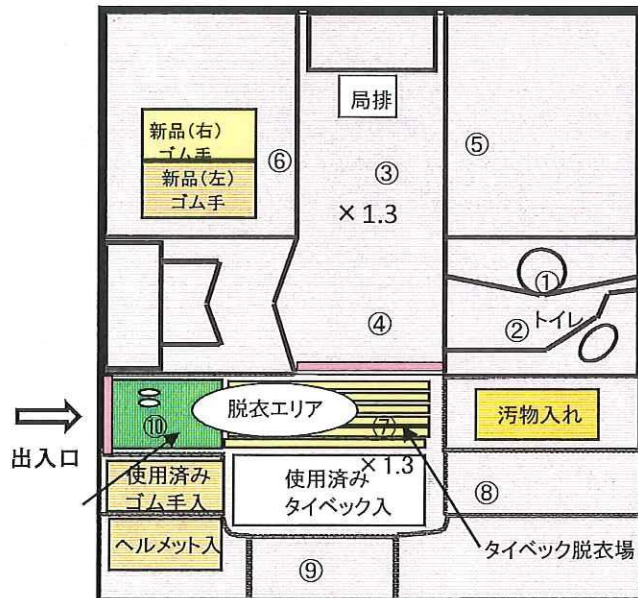 局排
新品(右)
ゴム手
新品(左)
ゴム手
⑥
③
⑤
×1.3
①
④
②
トイレ
出入口
⑩
脱衣エリア
⑦
汚物入れ
×1.3
使用済み
ゴム手入
使用済み
タイベック入
⑧
ヘルメット入
⑨
タイベック脱衣場